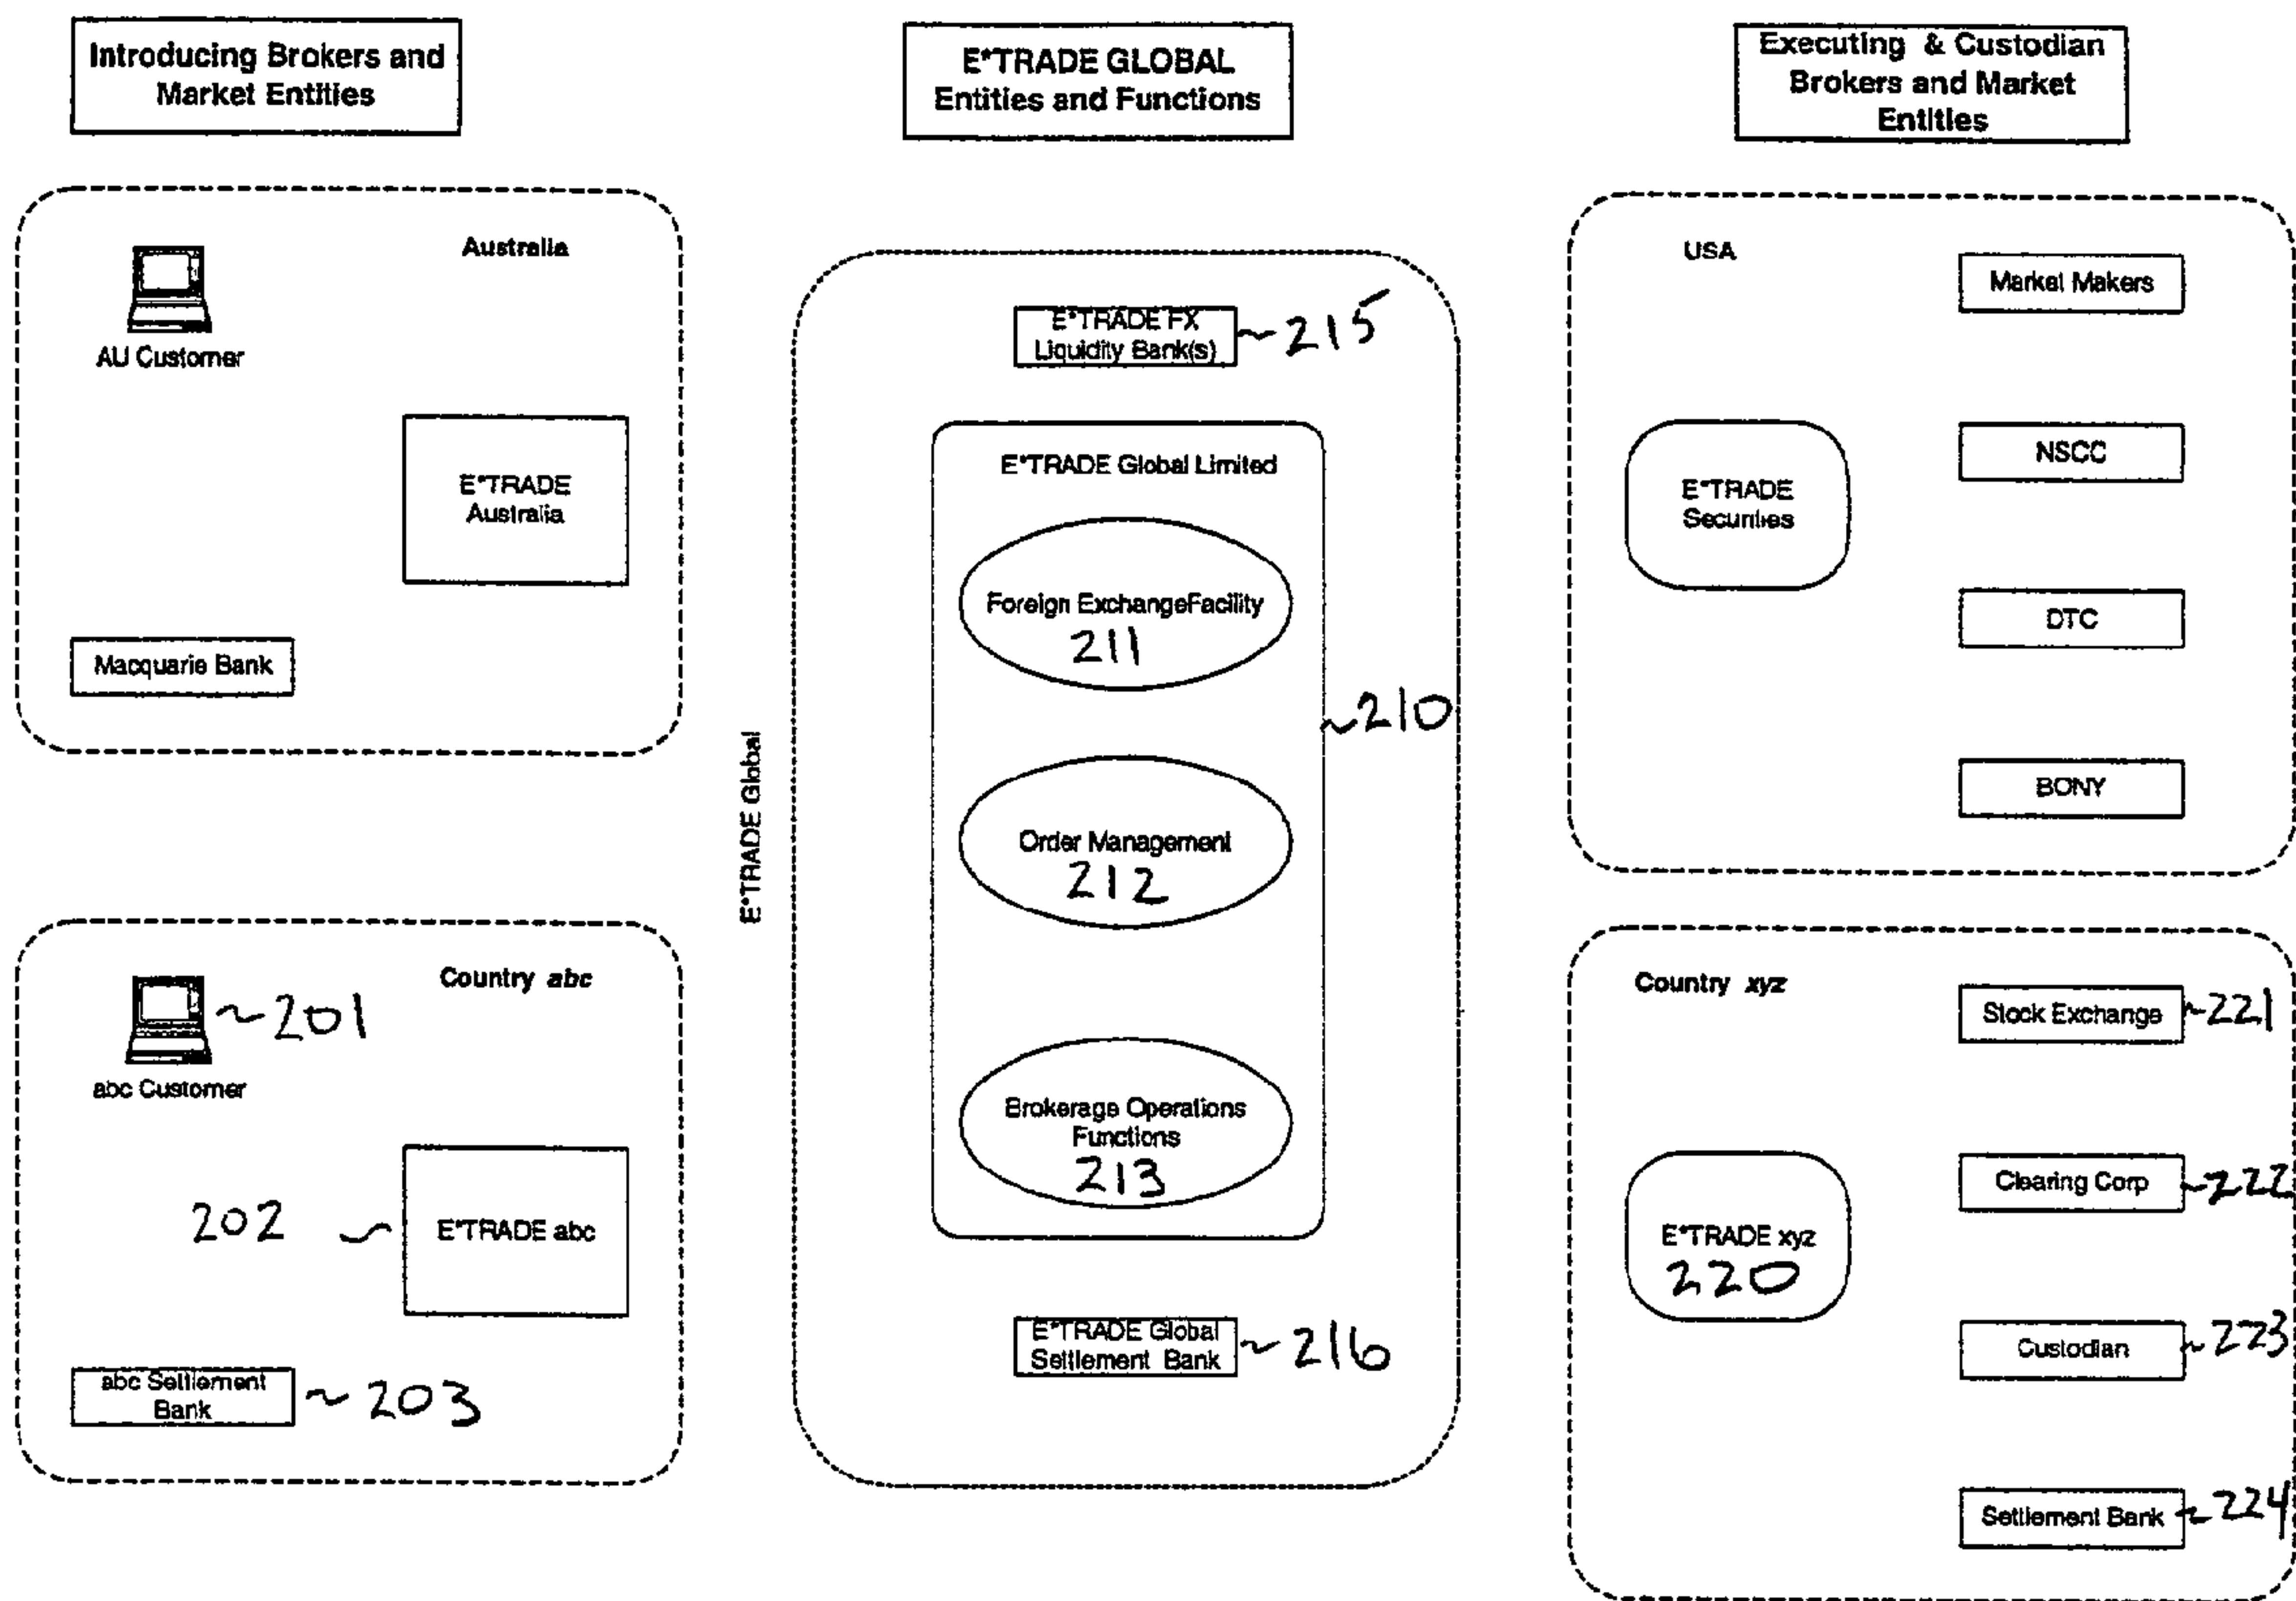 Introducing Brokers and
Market Entities
E*TRADE GLOBAL
Entities and Functions
Executing & Custodian
Brokers and Market
Entities
Australia
AU Customer
E*TRADE
Australia
Macquarie Bank
Country abc
201
abc Customer
202
E*TRADE abc
abc Settlement
Bank
203
E*TRADE Global
E*TRADE FX
Liquidity Bank(s)
215
E*TRADE Global Limited
Foreign ExchangeFacility
211
210
Order Management
212
Brokerage Operations
Functions
213
E*TRADE Global
Settlement Bank
216
USA
Market Makers
NSCC
E*TRADE
Securities
DTC
BONY
Country xyz
Stock Exchange
221
Clearing Corp
222
E*TRADE xyz
220
Custodian
223
Settlement Bank
224